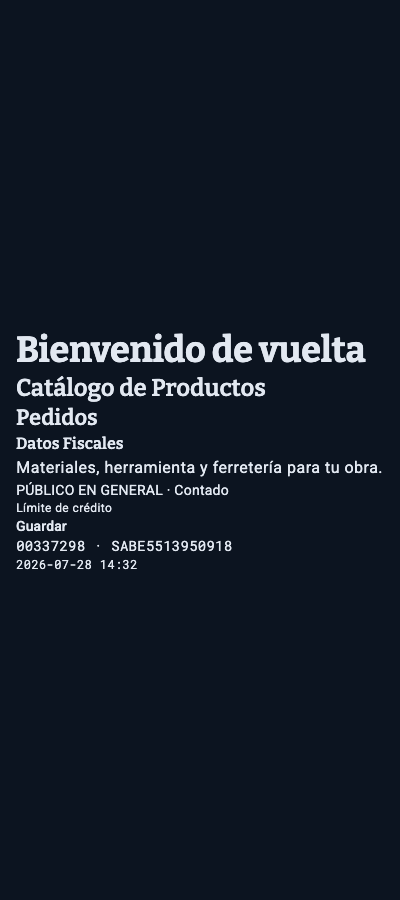 Bienvenido de vuelta
Catálogo de Productos
Pedidos
Datos Fiscales
Materiales, herramienta y ferretería para tu obra.
PÚBLICO EN GENERAL · Contado
Límite de crédito
Guardar
00337298 · SABE5513950918
2026-07-28 14:32